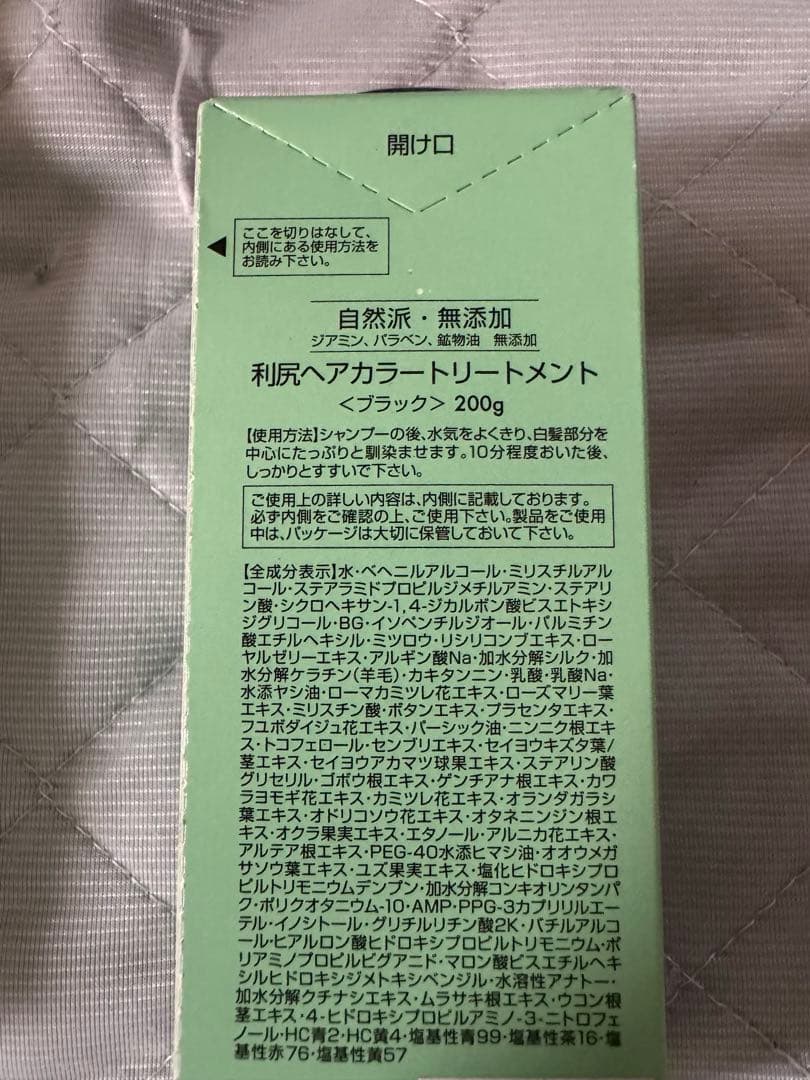 開け口
ここを切りはなして、
内側にある使用方法を
お読み下さい。
自然派・無添加
ジアミン、パラベン、鉱物油　無添加
利尻ヘアカラートリートメント
＜ブラック＞ 200g
【使用方法】シャンプーの後、水気をよくきり、白髪部分を
中心にたっぷりと馴染ませます。10分程度おいた後、
しっかりとすすいで下さい。
ご使用上の詳しい内容は、内側に記載しております。
必ず内側をご確認の上、ご使用下さい。製品をご使用
中は、パッケージは大切に保管しておいて下さい。
【全成分表示】水・ベヘニルアルコール・ミリスチルアル
コール・ステアラミドプロピルジメチルアミン・ステアリ
ン酸・シクロヘキサン-1,4-ジカルボン酸ビスエトキシ
ジグリコール・BG・イソペンチルジオール・パルミチン
酸エチルヘキシル・ミツロウ・リシリコンブエキス・ロー
ヤルゼリーエキス・アルギン酸Na・加水分解シルク・加
水分解ケラチン(羊毛)・カキタンニン・乳酸・乳酸Na・
水添ヤシ油・ローマカミツレ花エキス・ローズマリー葉
エキス・ミリスチン酸・ボタンエキス・プラセンタエキス・
フユボダイジュ花エキス・パーシック油・ニンニク根エキ
ス・トコフェロール・センブリエキス・セイヨウキズタ葉/
茎エキス・セイヨウアカマツ球果エキス・ステアリン酸
グリセリル・ゴボウ根エキス・ゲンチアナ根エキス・カワ
ラヨモギ花エキス・カミツレ花エキス・オランダガラシ
葉エキス・オドリコソウ花エキス・オタネニンジン根エ
キス・オクラ果実エキス・エタノール・アルニカ花エキス・
アルテア根エキス・PEG-40水添ヒマシ油・オオウメガ
サソウ葉エキス・ユズ果実エキス・塩化ヒドロキシプロ
ピルトリモニウムデンプン・加水分解コンキオリンタンパ
ク・ポリクオタニウム-10・AMP・PPG-3カプリリルエー
テル・イノシトール・グリチルリチン酸2K・バチルアルコ
ール・ヒアルロン酸ヒドロキシプロピルトリモニウム・ポ
リアミノプロピルビグアニド・マロン酸ビスエチルヘキ
シルヒドロキシジメトキシベンジル・水溶性アナトー・
加水分解クチナシエキス・ムラサキ根エキス・ウコン根
茎エキス・4-ヒドロキシプロピルアミノ-3-ニトロフェ
ノール・HC青2・HC黄4・塩基性青99・塩基性茶16・塩
基性赤76・塩基性黄57